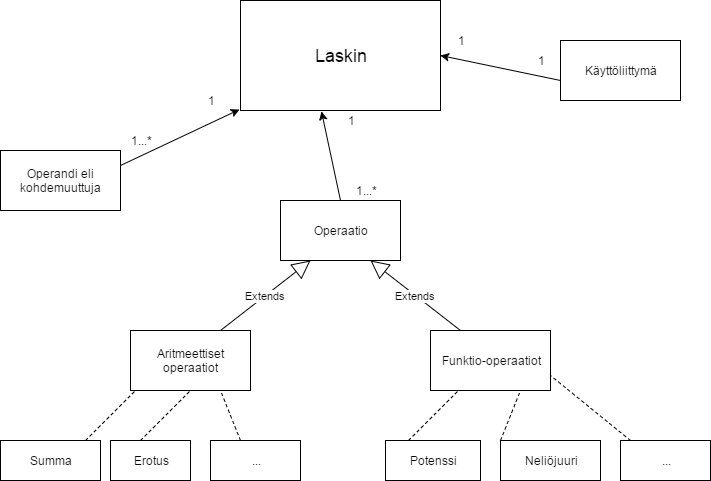 Laskin
1
1
Käyttöliittymä
1
1
1...*
Operandi eli
kohdemuuttuja
1...*
Operaatio
Extends
Extends
Aritmeettiset
operaatiot
Funktio-operaatiot
Summa
Erotus
...
Potenssi
Neliöjuuri
...